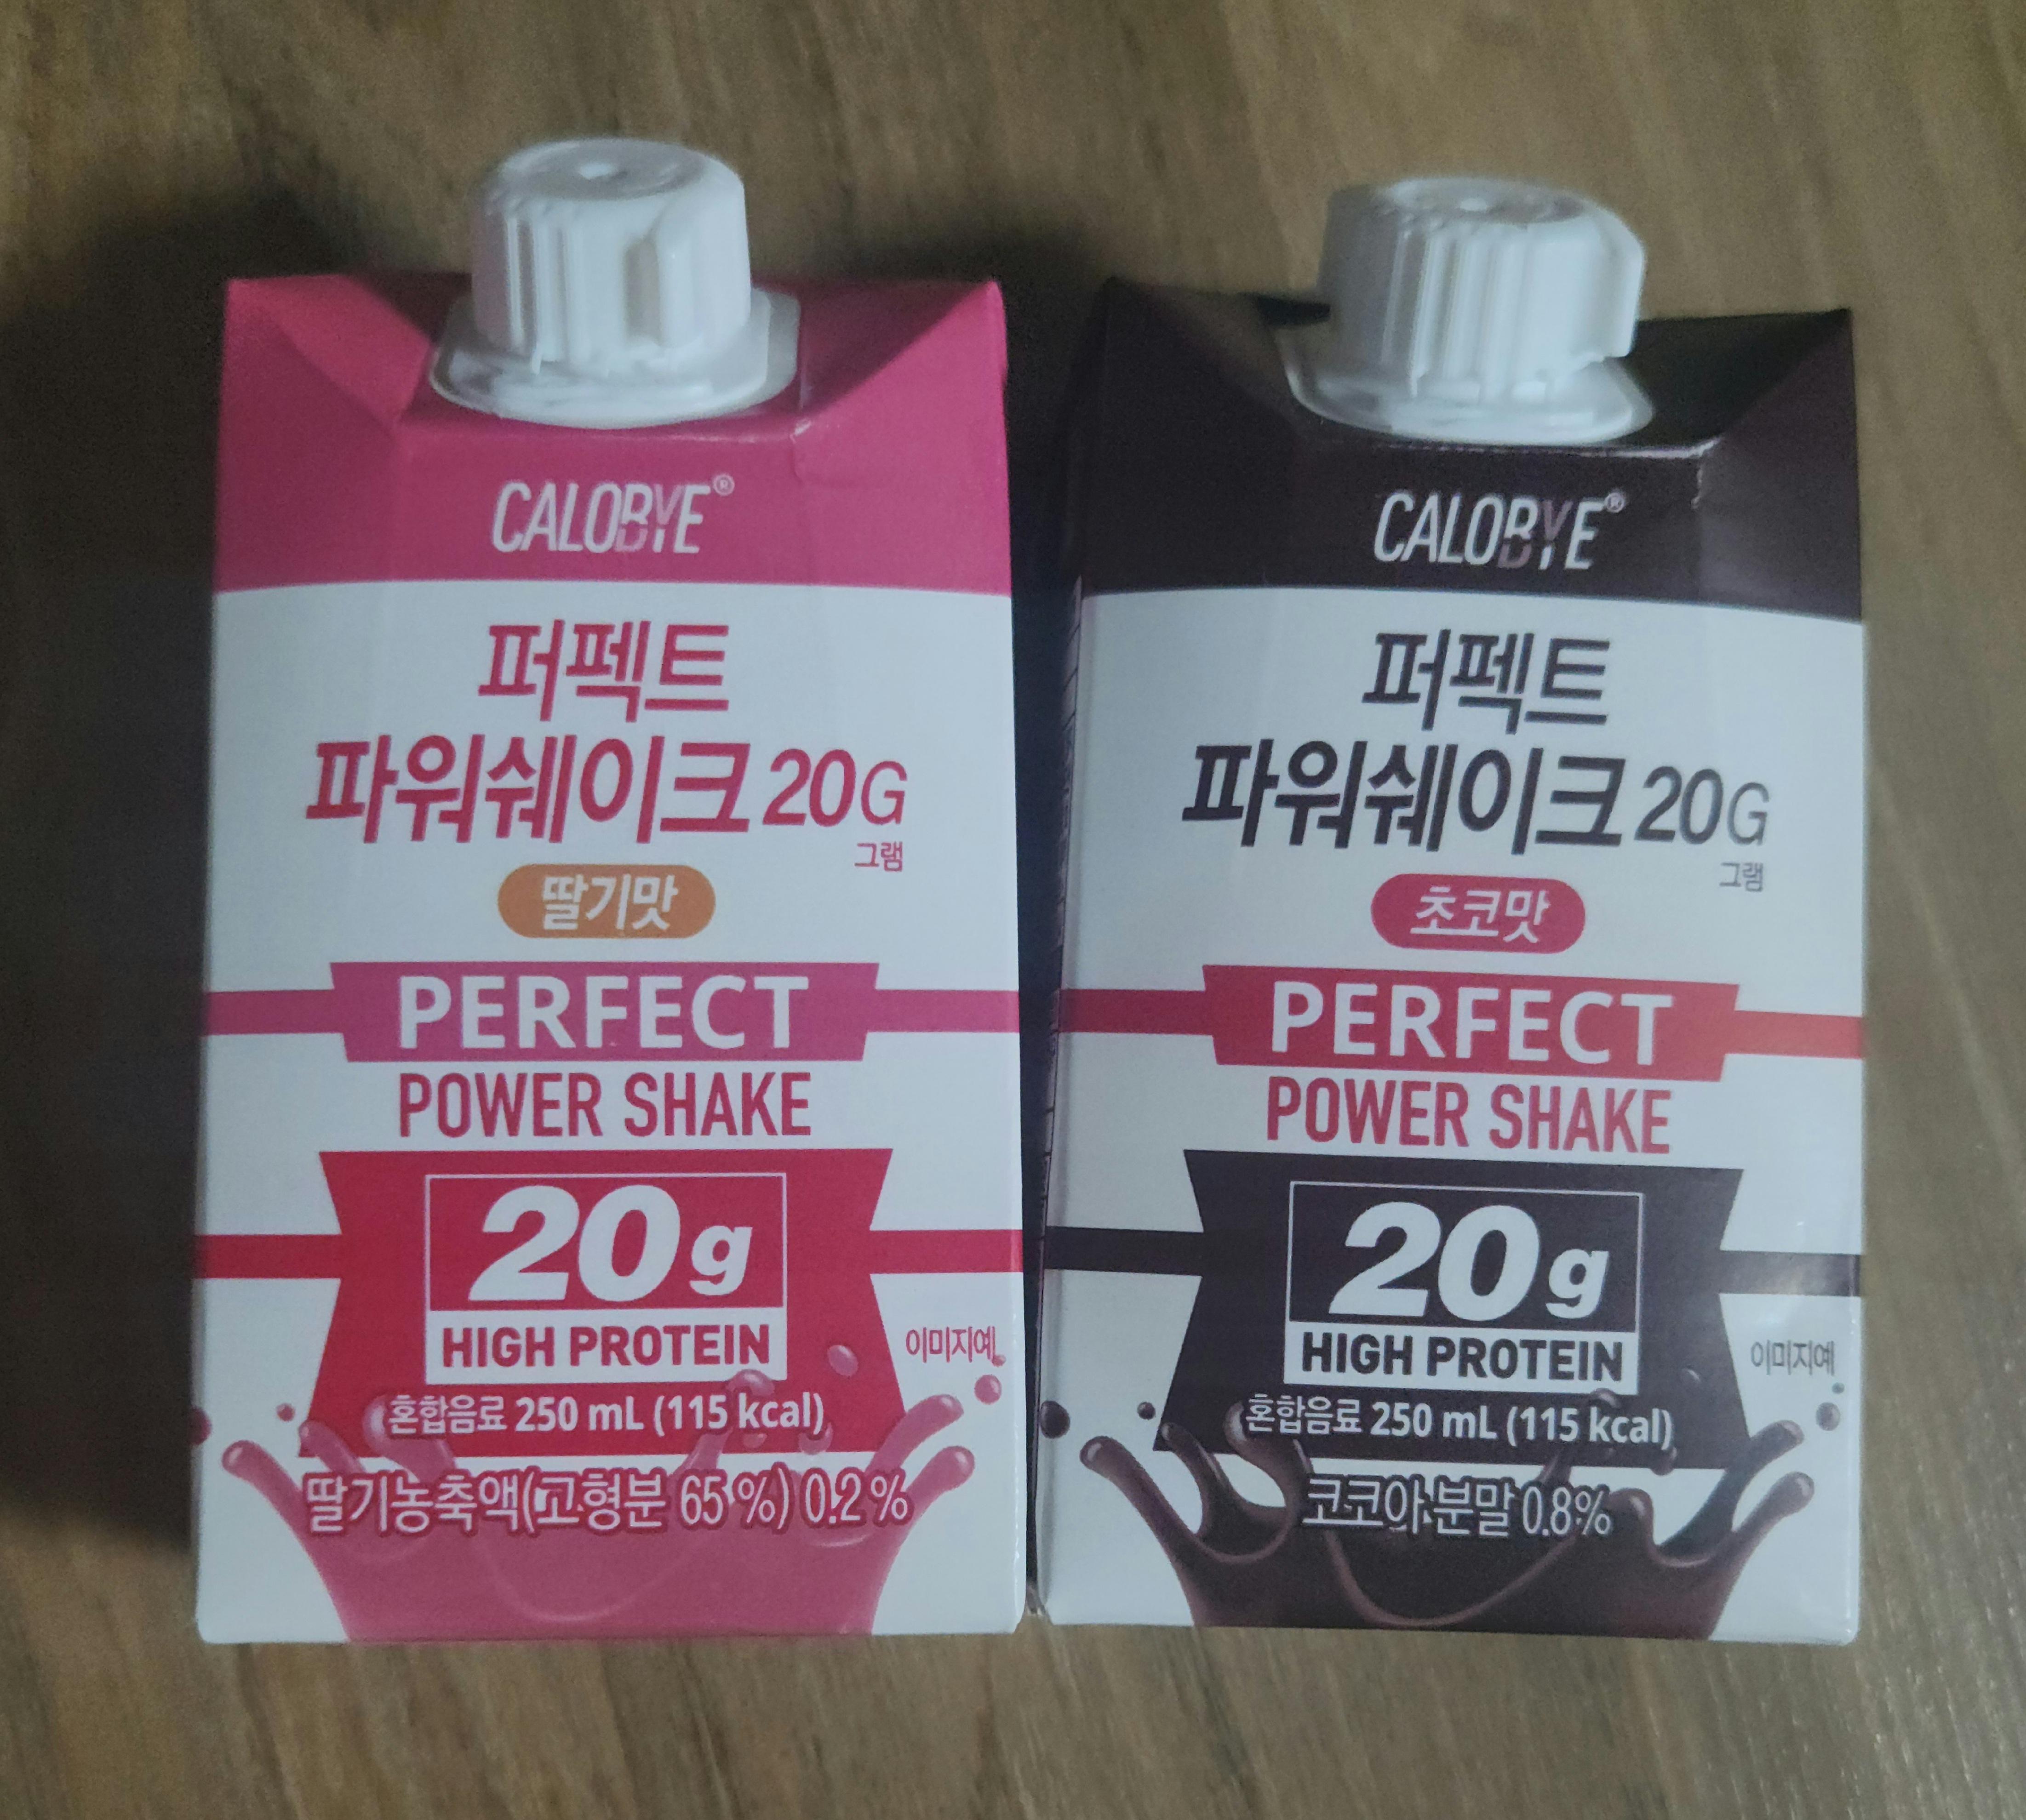 CALOBYE®
퍼펙트
파워쉐이크 20G
그램
딸기맛
PERFECT
POWER SHAKE
20g
HIGH PROTEIN
이미지예
혼합음료 250 mL (115 kcal)
딸기농축액(고형분 65 %) 0.2 %
CALOBYE®
퍼펙트
파워쉐이크 20G
그램
초코맛
PERFECT
POWER SHAKE
20g
HIGH PROTEIN
이미지예
혼합음료 250 mL (115 kcal)
코코아 분말 0.8%